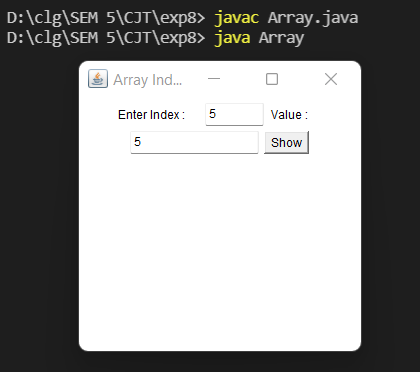 D:\clg\SEM 5\CJT\exp8> javac Array.java
D:\clg\SEM 5\CJT\exp8> java Array
Array Ind...
Enter Index : 5 Value :
5 Show